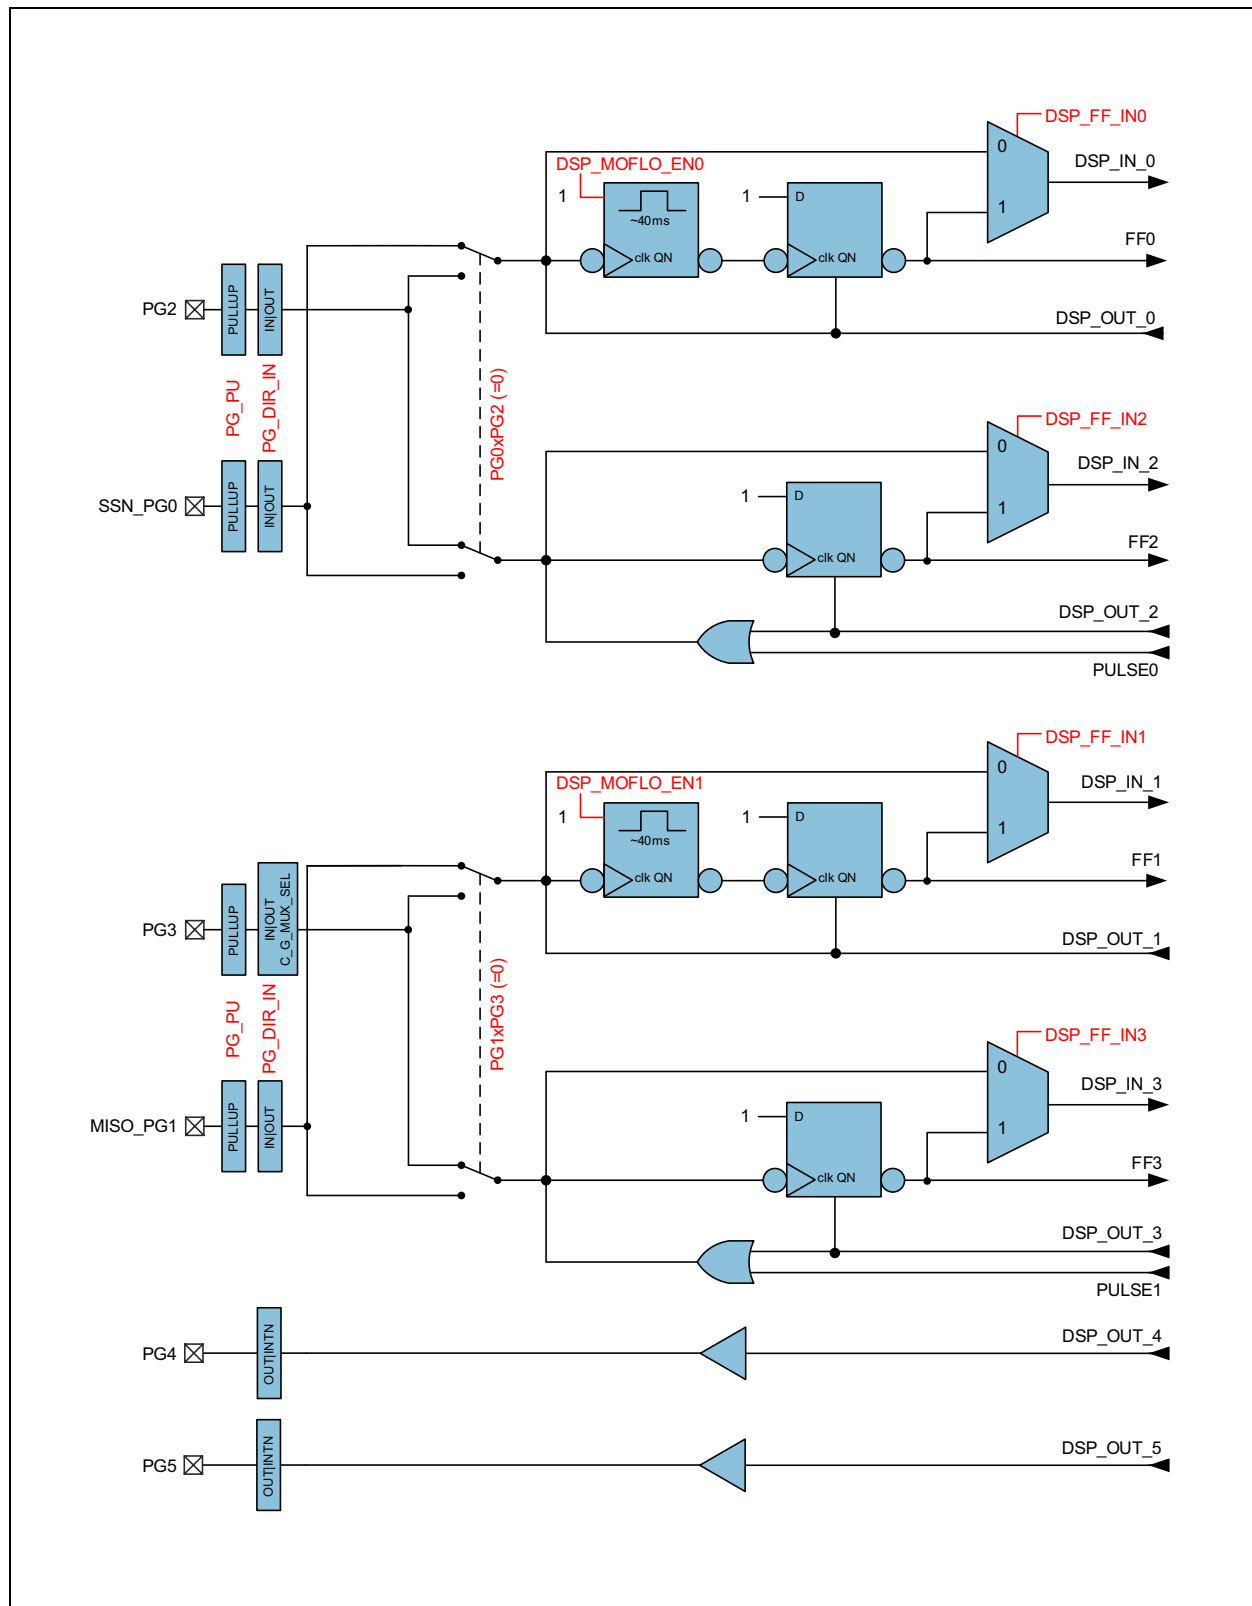 DSP_FF_IN0
0
DSP_IN_0
DSP_MOFLO_EN0
1
~40ms
clk QN
1
D
clk QN
1
FF0
DSP_OUT_0
PG2
PULLUP
IN|OUT
PG_PU
PG_DIR_IN
PG0xPG2 (=0)
DSP_FF_IN2
0
DSP_IN_2
SSN_PG0
PULLUP
IN|OUT
1
D
clk QN
1
FF2
DSP_OUT_2
PULSE0
DSP_FF_IN1
0
DSP_IN_1
DSP_MOFLO_EN1
1
~40ms
clk QN
1
D
clk QN
1
FF1
DSP_OUT_1
PG3
PULLUP
IN|OUT
C_G_MUX_SEL
PG_PU
PG_DIR_IN
PG1xPG3 (=0)
DSP_FF_IN3
0
DSP_IN_3
MISO_PG1
PULLUP
IN|OUT
1
D
clk QN
1
FF3
DSP_OUT_3
PULSE1
PG4
OUT|INTN
DSP_OUT_4
PG5
OUT|INTN
DSP_OUT_5